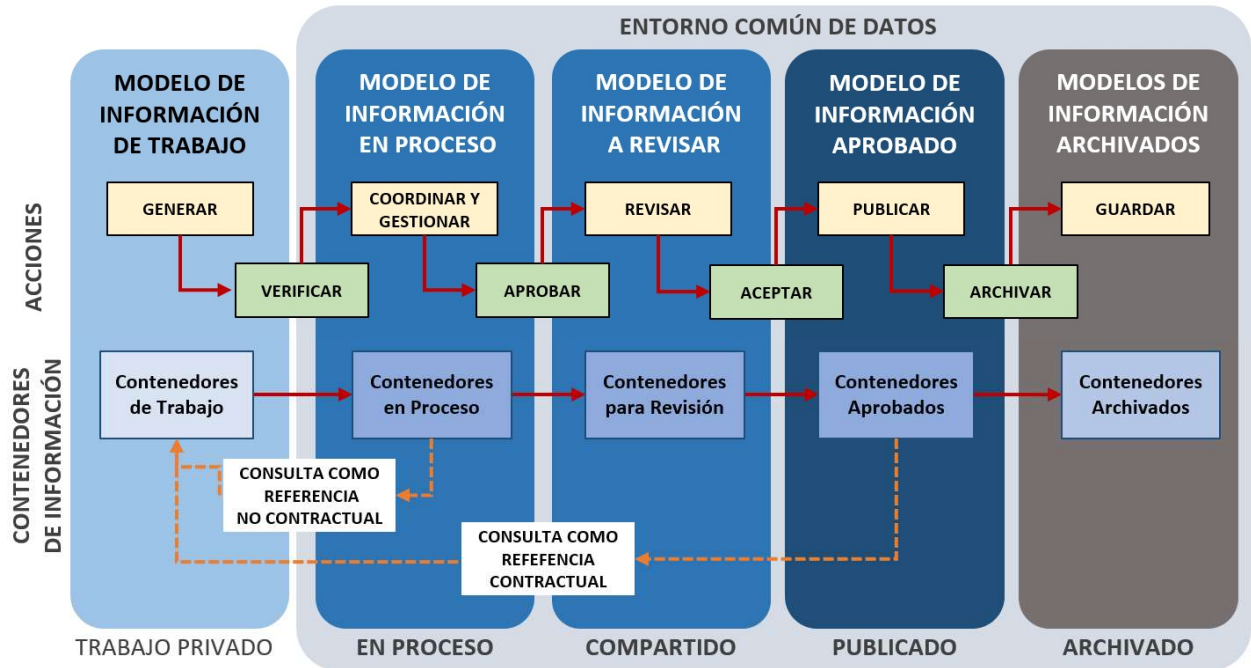 ENTORNO COMÚN DE DATOS
MODELO DE
INFORMACIÓN
DE TRABAJO
MODELO DE
INFORMACIÓN
EN PROCESO
MODELO DE
INFORMACIÓN
A REVISAR
MODELO DE
INFORMACIÓN
APROBADO
MODELOS DE
INFORMACIÓN
ARCHIVADOS
ACCIONES
GENERAR
COORDINAR Y
GESTIONAR
REVISAR
PUBLICAR
GUARDAR
VERIFICAR
APROBAR
ACEPTAR
ARCHIVAR
CONTENEDORES
DE INFORMACIÓN
Contenedores
de Trabajo
Contenedores
en Proceso
Contenedores
para Revisión
Contenedores
Aprobados
Contenedores
Archivados
CONSULTA COMO
REFERENCIA
NO CONTRACTUAL
CONSULTA COMO
REFEFENCIA
CONTRACTUAL
TRABAJO PRIVADO
EN PROCESO
COMPARTIDO
PUBLICADO
ARCHIVADO